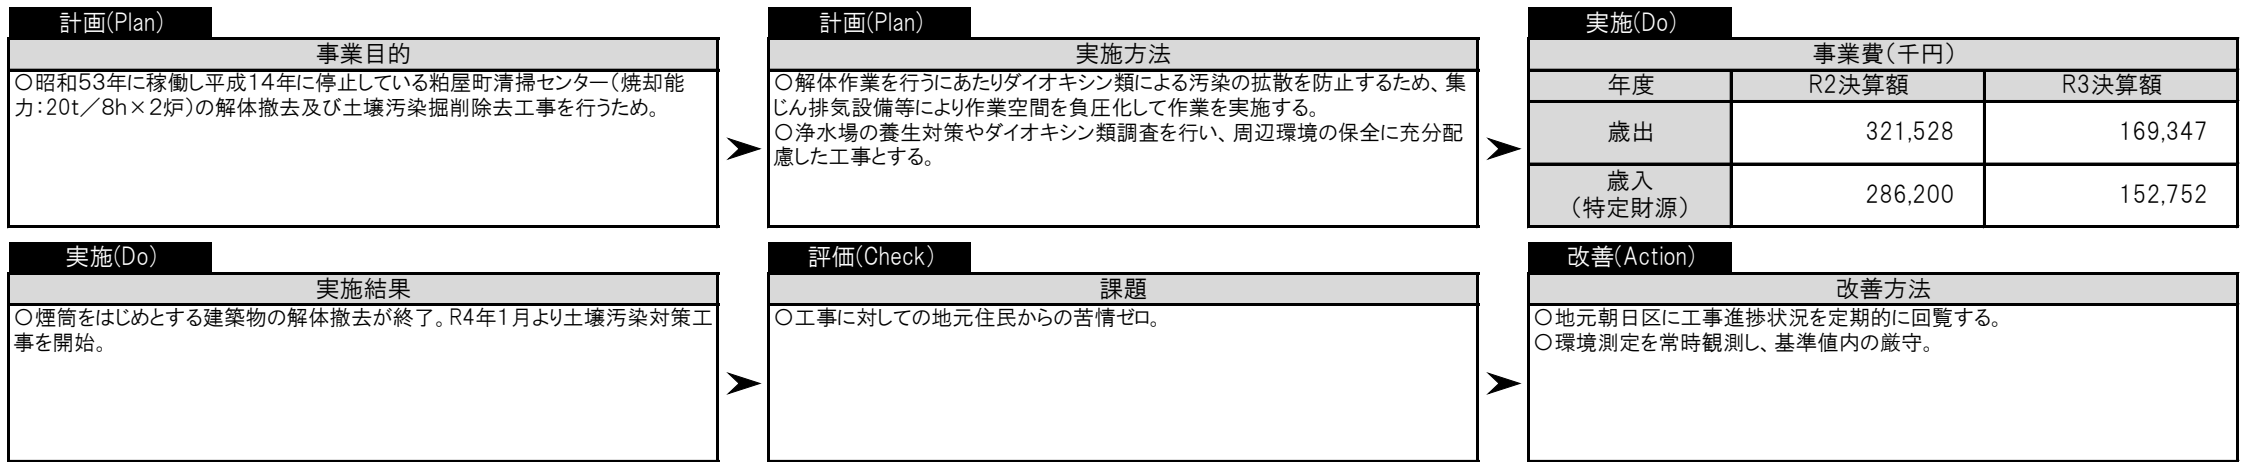 計画(Plan)
事業目的
○昭和53年に稼働し平成14年に停止している粕屋町清掃センター(焼却能
力:20t/8h×2炉)の解体撤去及び土壌汚染掘削除去工事を行うため。
計画(Plan)
実施方法
○解体作業を行うにあたりダイオキシン類による汚染の拡散を防止するため、集
じん排気設備等により作業空間を負圧化して作業を実施する。
○浄水場の養生対策やダイオキシン類調査を行い、周辺環境の保全に充分配
慮した工事とする。
実施(Do)
事業費(千円)
年度 R2決算額 R3決算額
歳出 321,528 169,347
歳入
(特定財源) 286,200 152,752
実施(Do)
実施結果
○煙筒をはじめとする建築物の解体撤去が終了。R4年1月より土壌汚染対策工
事を開始。
評価(Check)
課題
○工事に対しての地元住民からの苦情ゼロ。
改善(Action)
改善方法
○地元朝日区に工事進捗状況を定期的に回覧する。
○環境測定を常時観測し、基準値内の厳守。